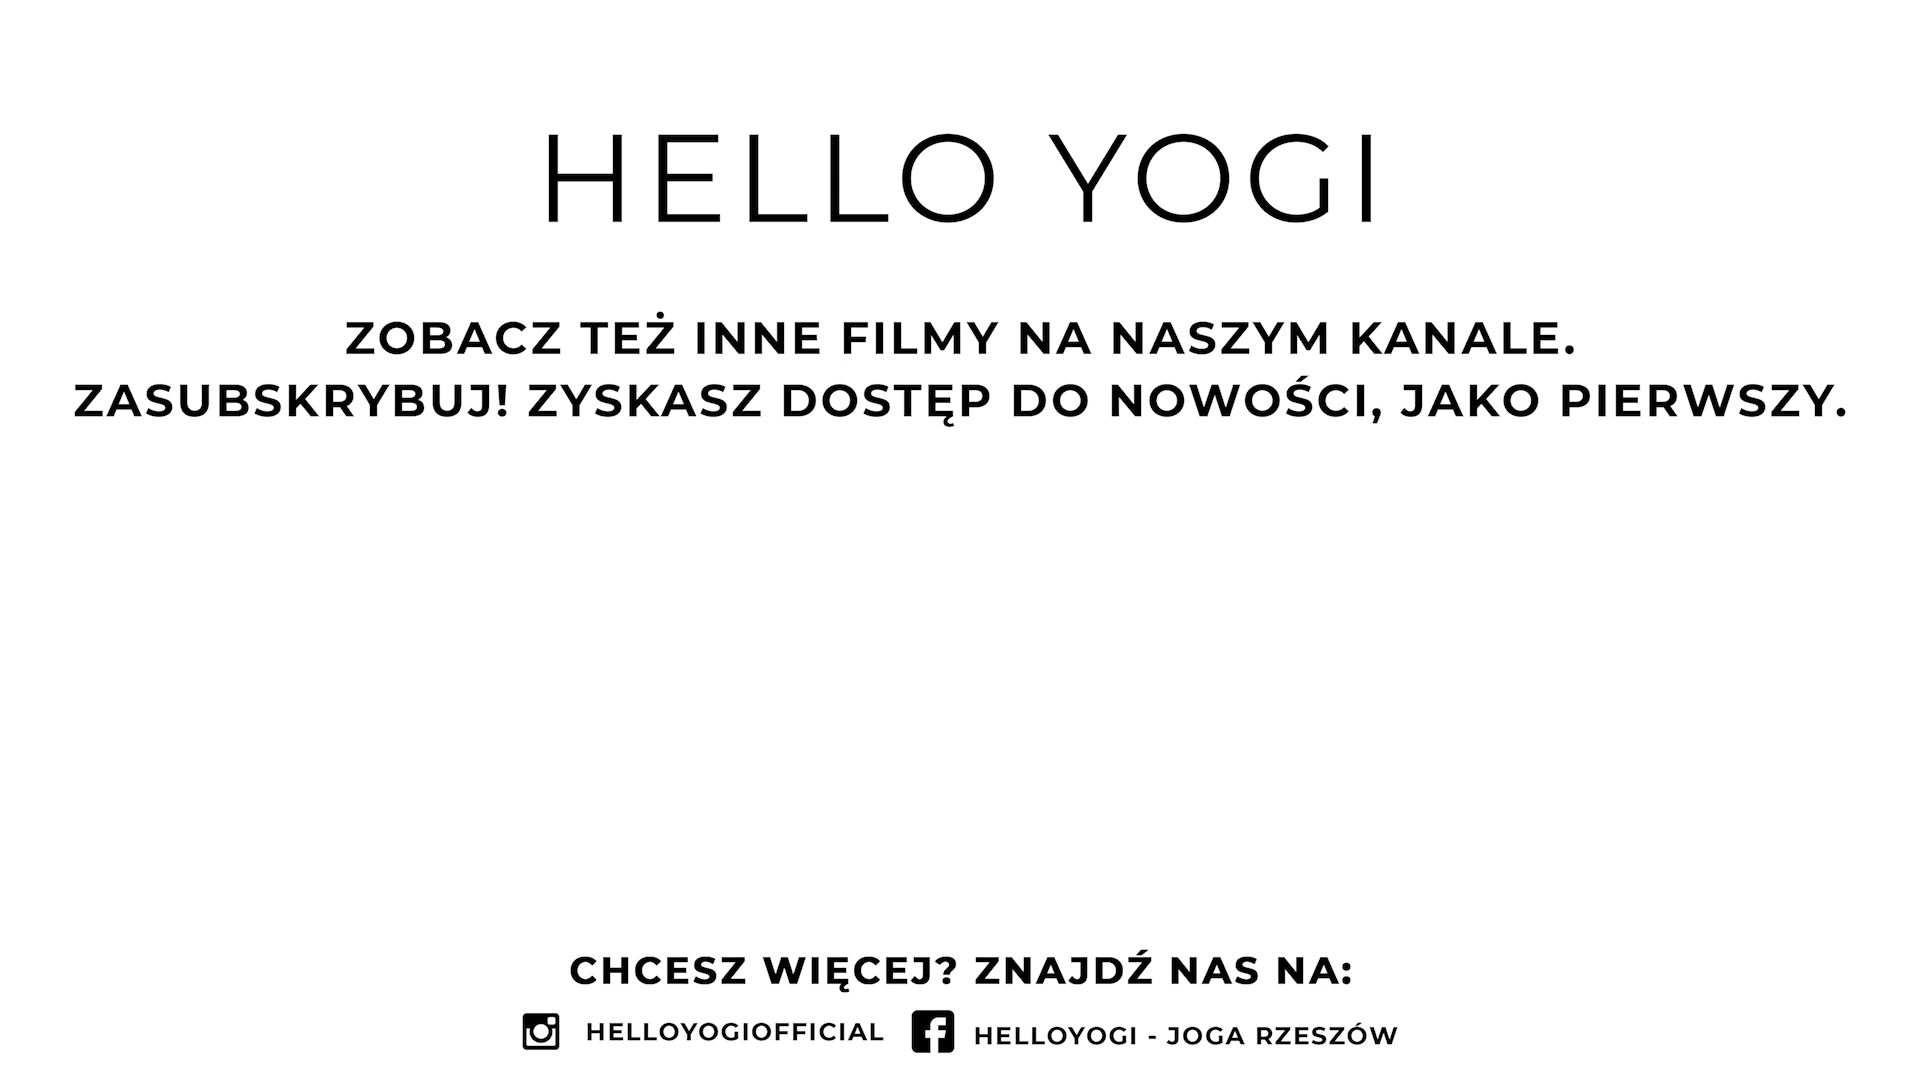 HELLO YOGI
ZOBACZ TEŻ INNE FILMY NA NASZYM KANALE.
ZASUBSKRYBUJ! ZYSKASZ DOSTĘP DO NOWOŚCI, JAKO PIERWSZY.
CHCESZ WIĘCEJ? ZNAJDŹ NAS NA:
HELLOYOGIOFFICIAL HELLOYOGI - JOGA RZESZÓW